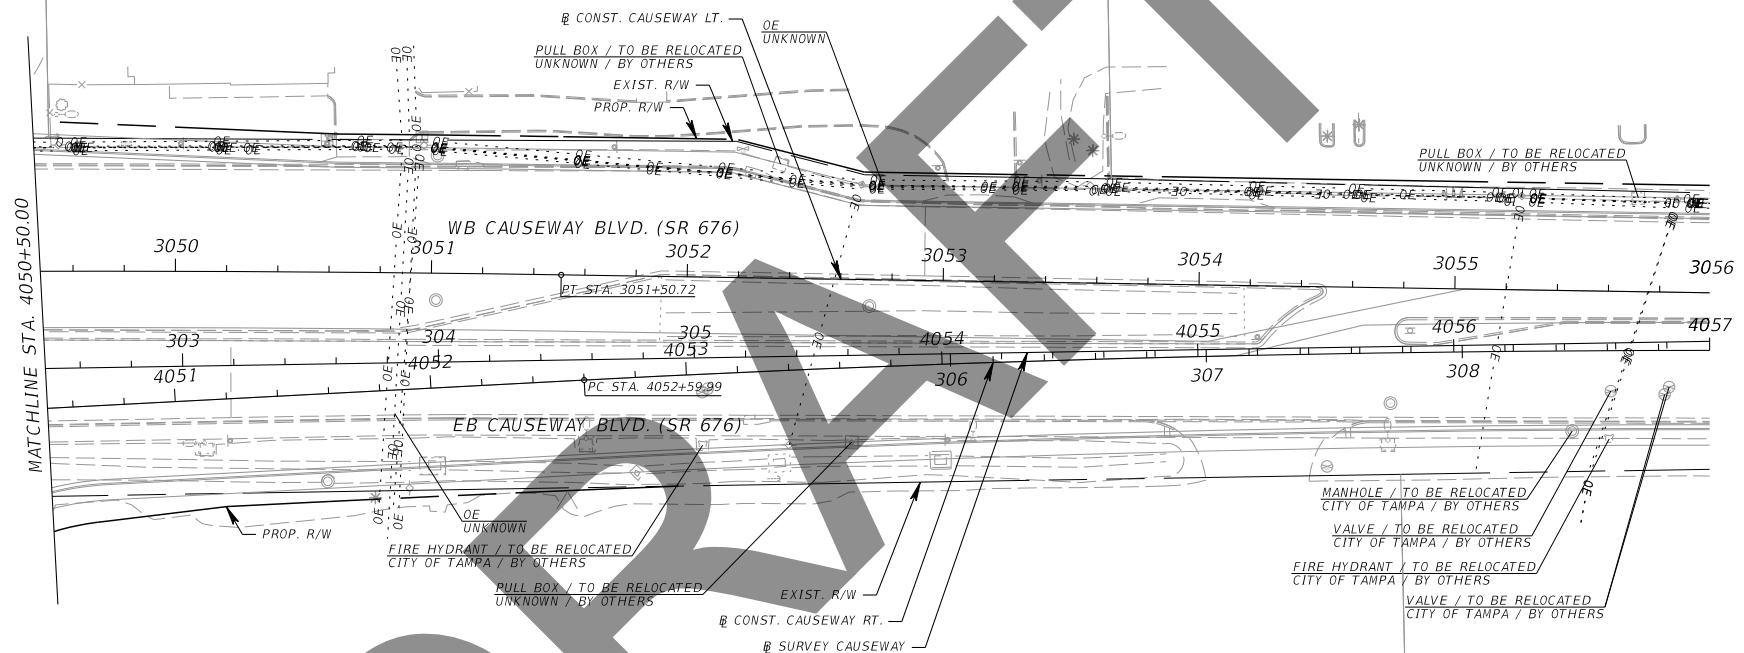 ℄ CONST. CAUSEWAY LT.
OE
UNKNOWN
PULL BOX / TO BE RELOCATED
UNKNOWN / BY OTHERS
EXIST. R/W
PROP. R/W
PULL BOX / TO BE RELOCATED
UNKNOWN / BY OTHERS
MATCHLINE STA. 4050+50.00
WB CAUSEWAY BLVD. (SR 676)
3050
3051
3052
3053
3054
3055
3056
PT STA. 3051+50.72
303
304
305
4054
4055
4056
4057
4051
4052
4053
306
307
308
PC STA. 4052+59.99
EB CAUSEWAY BLVD. (SR 676)
PROP. R/W
OE
UNKNOWN
FIRE HYDRANT / TO BE RELOCATED
CITY OF TAMPA / BY OTHERS
PULL BOX / TO BE RELOCATED
UNKNOWN / BY OTHERS
EXIST. R/W
℄ CONST. CAUSEWAY RT.
℄ SURVEY CAUSEWAY
MANHOLE / TO BE RELOCATED
CITY OF TAMPA / BY OTHERS
VALVE / TO BE RELOCATED
CITY OF TAMPA / BY OTHERS
FIRE HYDRANT / TO BE RELOCATED
CITY OF TAMPA / BY OTHERS
VALVE / TO BE RELOCATED
CITY OF TAMPA / BY OTHERS
DRAFT